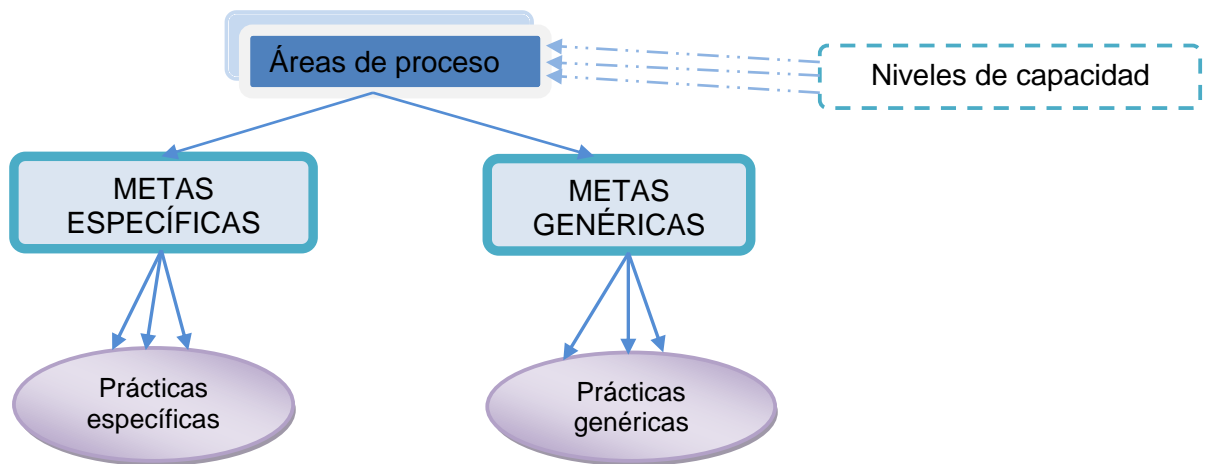 Áreas de proceso
Niveles de capacidad
METAS
ESPECÍFICAS
METAS
GENÉRICAS
Prácticas
específicas
Prácticas
genéricas